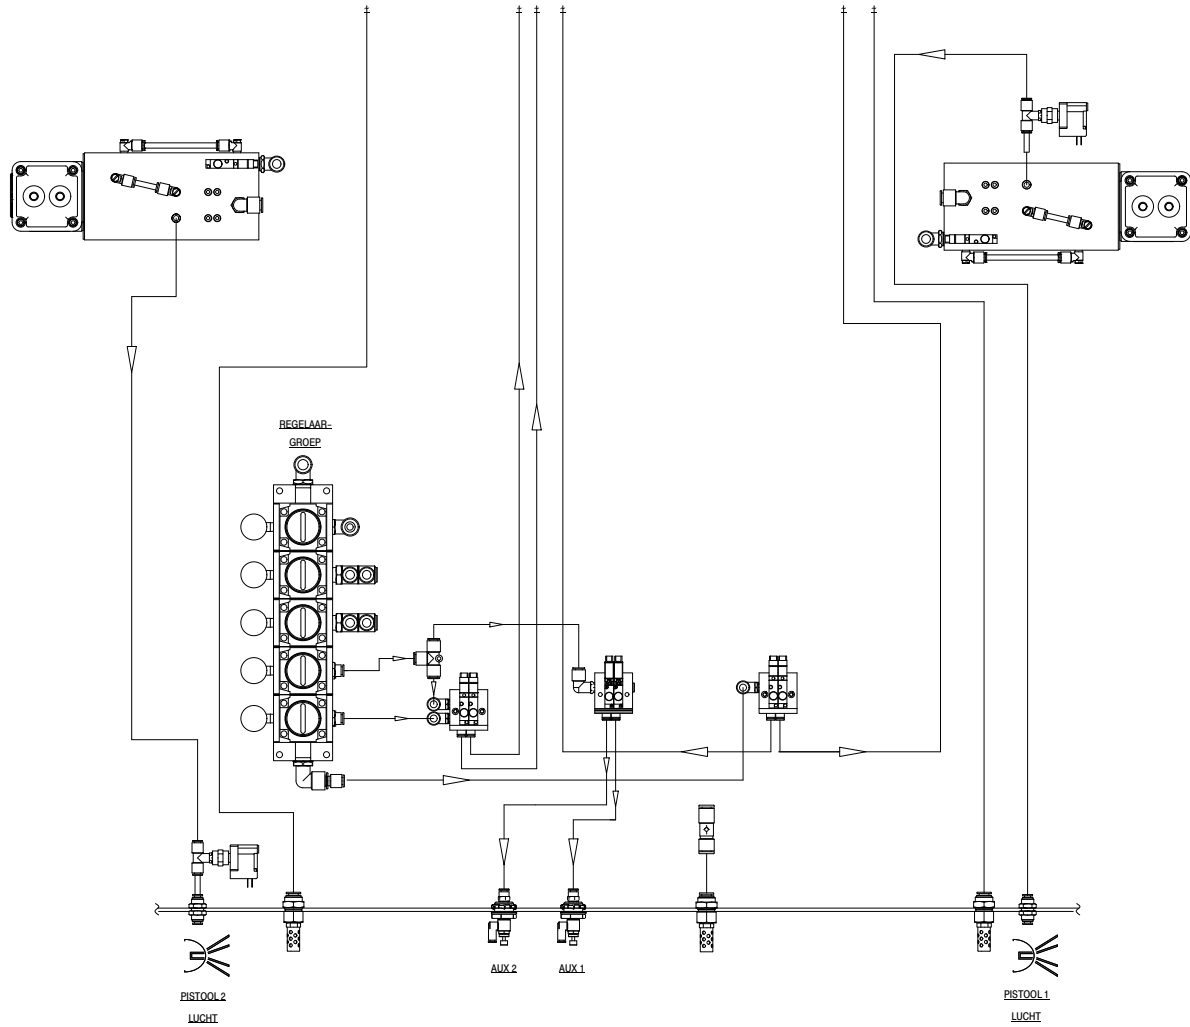 REGELAAR-
GROEP
AUX 2
AUX 1
PISTOOL 2
LUCHT
PISTOOL 1
LUCHT